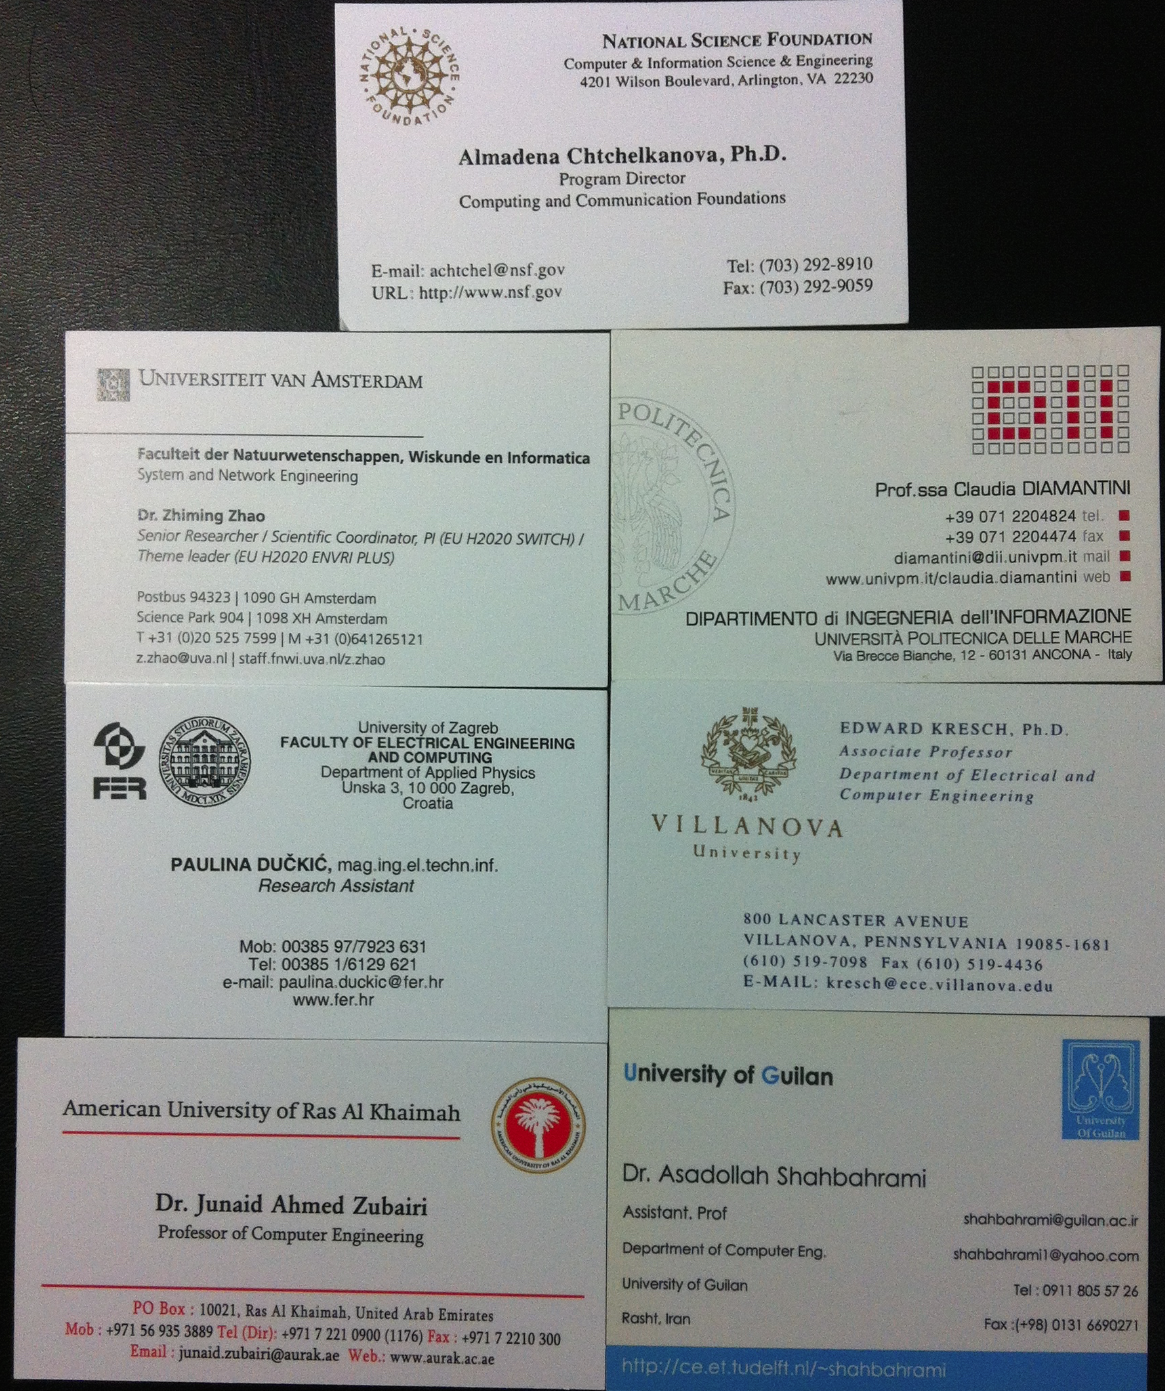 NATIONAL SCIENCE FOUNDATION
NATIONAL SCIENCE FOUNDATION
Computer & Information Science & Engineering
4201 Wilson Boulevard, Arlington, VA 22230
Almadena Chtchelkanova, Ph.D.
Program Director
Computing and Communication Foundations
E-mail: achtchel@nsf.gov
URL: http://www.nsf.gov
Tel: (703) 292-8910
Fax: (703) 292-9059
UNIVERSITEIT VAN AMSTERDAM
Faculteit der Natuurwetenschappen, Wiskunde en Informatica
System and Network Engineering
Dr. Zhiming Zhao
Senior Researcher / Scientific Coordinator, PI (EU H2020 SWITCH) /
Theme leader (EU H2020 ENVRI PLUS)
Postbus 94323 | 1090 GH Amsterdam
Science Park 904 | 1098 XH Amsterdam
T +31 (0)20 525 7599 | M +31 (0)641265121
z.zhao@uva.nl | staff.fnwi.uva.nl/z.zhao
POLITECNICA
MARCHE
DII
Prof.ssa Claudia DIAMANTINI
+39 071 2204824 tel.
+39 071 2204474 fax
diamantini@dii.univpm.it mail
www.univpm.it/claudia.diamantini web
DIPARTIMENTO di INGEGNERIA dell'INFORMAZIONE
UNIVERSITÀ POLITECNICA DELLE MARCHE
Via Brecce Bianche, 12 - 60131 ANCONA - Italy
FER
UNIVERSITAS STUDIORUM ZAGRABIENSIS
MDCLXIX
University of Zagreb
FACULTY OF ELECTRICAL ENGINEERING
AND COMPUTING
Department of Applied Physics
Unska 3, 10 000 Zagreb,
Croatia
PAULINA DUČKIĆ, mag.ing.el.techn.inf.
Research Assistant
Mob: 00385 97/7923 631
Tel: 00385 1/6129 621
e-mail: paulina.duckic@fer.hr
www.fer.hr
1842
VILLANOVA
University
EDWARD KRESCH, Ph.D.
Associate Professor
Department of Electrical and
Computer Engineering
800 LANCASTER AVENUE
VILLANOVA, PENNSYLVANIA 19085-1681
(610) 519-7098 Fax (610) 519-4436
E-MAIL: kresch@ece.villanova.edu
American University of Ras Al Khaimah
AMERICAN UNIVERSITY OF RAS AL KHAIMAH
Dr. Junaid Ahmed Zubairi
Professor of Computer Engineering
PO Box : 10021, Ras Al Khaimah, United Arab Emirates
Mob : +971 56 935 3889 Tel (Dir): +971 7 221 0900 (1176) Fax : +971 7 2210 300
Email : junaid.zubairi@aurak.ae Web.: www.aurak.ac.ae
University of Guilan
University
Of Guilan
Dr. Asadollah Shahbahrami
Assistant. Prof
Department of Computer Eng.
University of Guilan
Rasht, Iran
shahbahrami@guilan.ac.ir
shahbahrami1@yahoo.com
Tel : 0911 805 57 26
Fax :(+98) 0131 6690271
http://ce.et.tudelft.nl/~shahbahrami